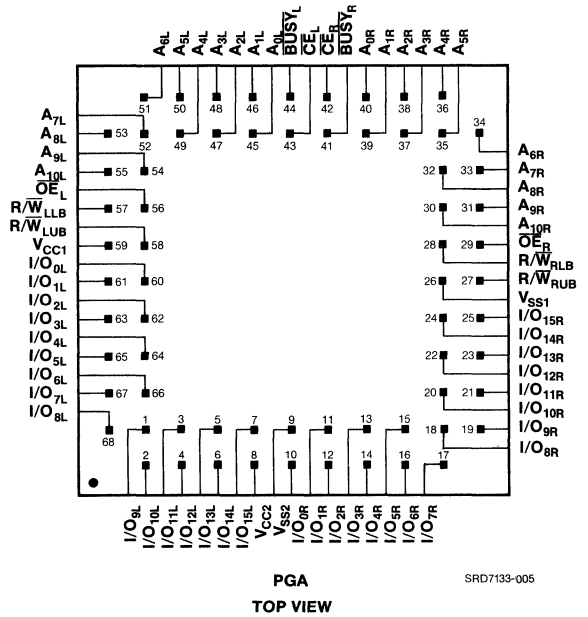 A6L A5L A4L A3L A2L A1L A0L BUSYL CEL CER BUSYR A0R A1R A2R A3R A4R A5R
51 50 48 46 44 42 40 38 36
52 49 47 45 43 41 39 37 35 34
A7L
53
A8L
A9L
A6R
A10L 55 54 32 33 A7R
OEL
A8R
R/WLLB 57 56 30 31 A9R
R/WLUB
A10R
VCC1 59 58 28 29 OER
I/O0L
R/WRLB
I/O1L 61 60 26 27 R/WRUB
I/O2L
VSS1
I/O3L 63 62 24 25 I/O15R
I/O4L
I/O14R
I/O5L 65 64 22 23 I/O13R
I/O6L
I/O12R
I/O7L 67 66 20 21 I/O11R
I/O8L
I/O10R
68 1 3 5 7 9 11 13 15 18 19 I/O9R
I/O8R
2 4 6 8 10 12 14 16 17
I/O9L I/O10L I/O11L I/O12L I/O13L I/O14L I/O15L VCC2 VSS2 I/O0R I/O1R I/O2R I/O3R I/O4R I/O5R I/O6R I/O7R
PGA
SRD7133-005
TOP VIEW